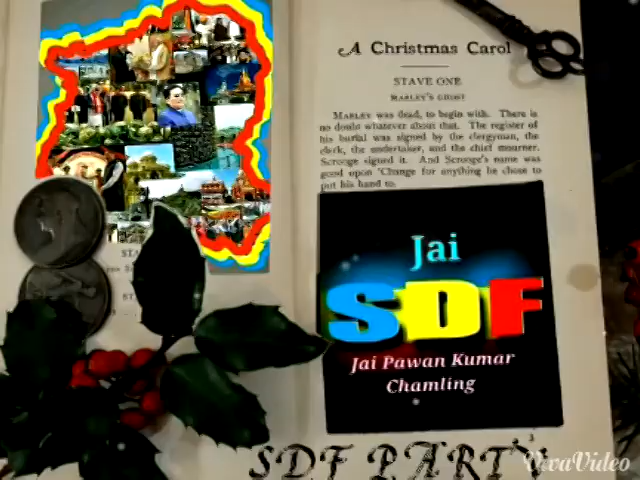 A Christmas Carol
STAVE ONE
MARLEY'S GHOST
MARLEY was dead, to begin with. There is
no doubt whatever about that. The register of
his burial was signed by the clergyman, the
clerk, the undertaker, and the chief mourner.
Scrooge signed it. And Scrooge's name was
good upon 'Change for anything he chose to
put his hand to.
Jai
SDF
Jai Pawan Kumar
Chamling
SDF PARTY
VivaVideo